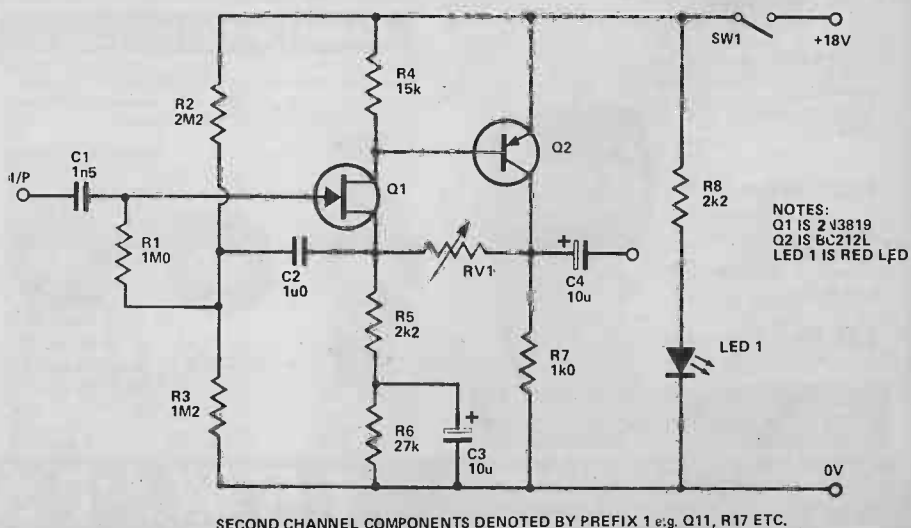 SW1
+18V
R4
15k
R2
2M2
C1
1n5
I/P
Q1
Q2
R8
2k2
NOTES:
Q1 IS 2N3819
Q2 IS BC212L
LED 1 IS RED LED
R1
1M0
C2
1u0
RV1
+
C4
10u
R5
2k2
R7
1k0
LED 1
R3
1M2
R6
27k
+
C3
10u
0V
SECOND CHANNEL COMPONENTS DENOTED BY PREFIX 1 e.g. Q11, R17 ETC.